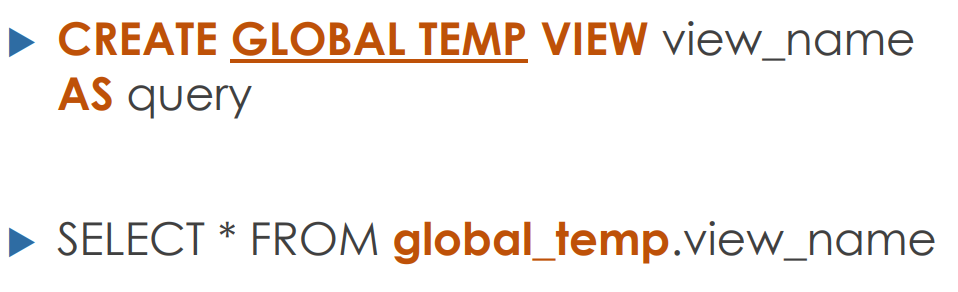 CREATE GLOBAL TEMP VIEW view_name
AS query
SELECT * FROM global_temp.view_name